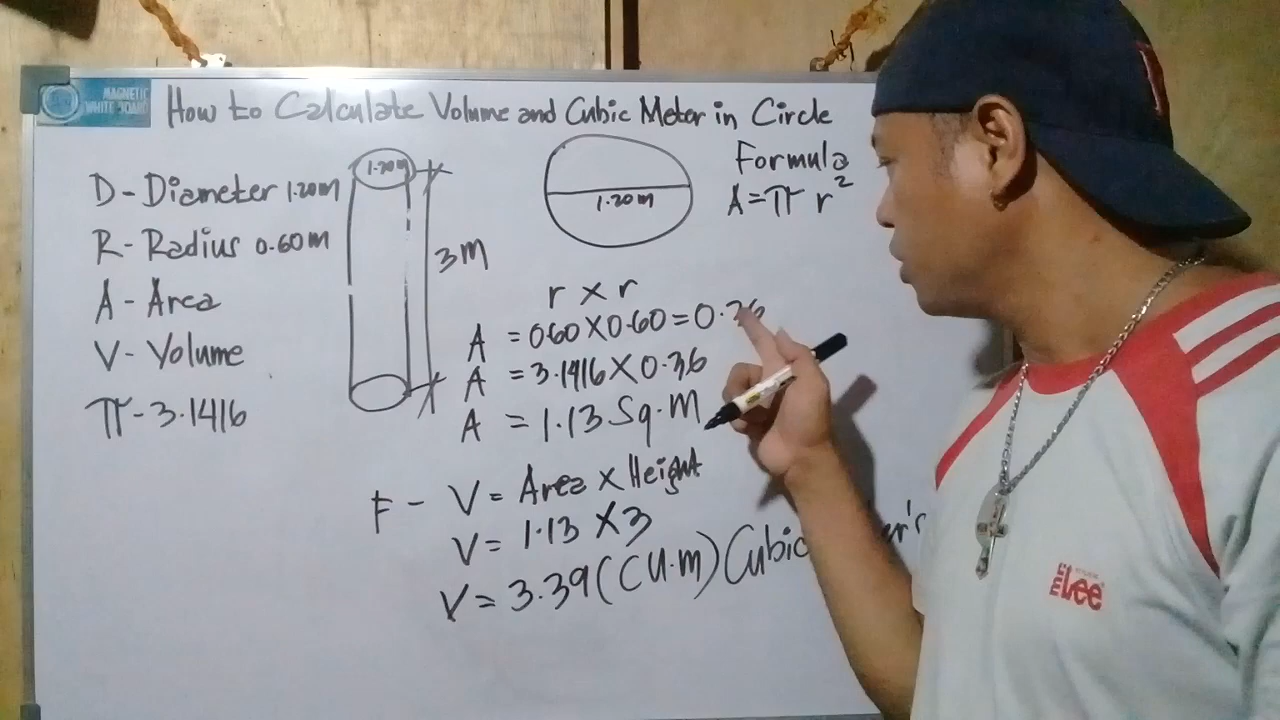 MAGNETIC
WHITE BOARD
How to Calculate Volume and Cubic Meter in Circle
D - Diameter 1.20m
R - Radius 0.60m
A - Area
V - Volume
π - 3.1416
1.20m
3m
1.20m
Formula
A = π r²
r x r
A = 0.60 X 0.60 = 0.36
A = 3.1416 X 0.36
A = 1.13 Sq.m
F - V = Area x Height
V = 1.13 X 3
V = 3.39 (CU.m) Cubic
Lee